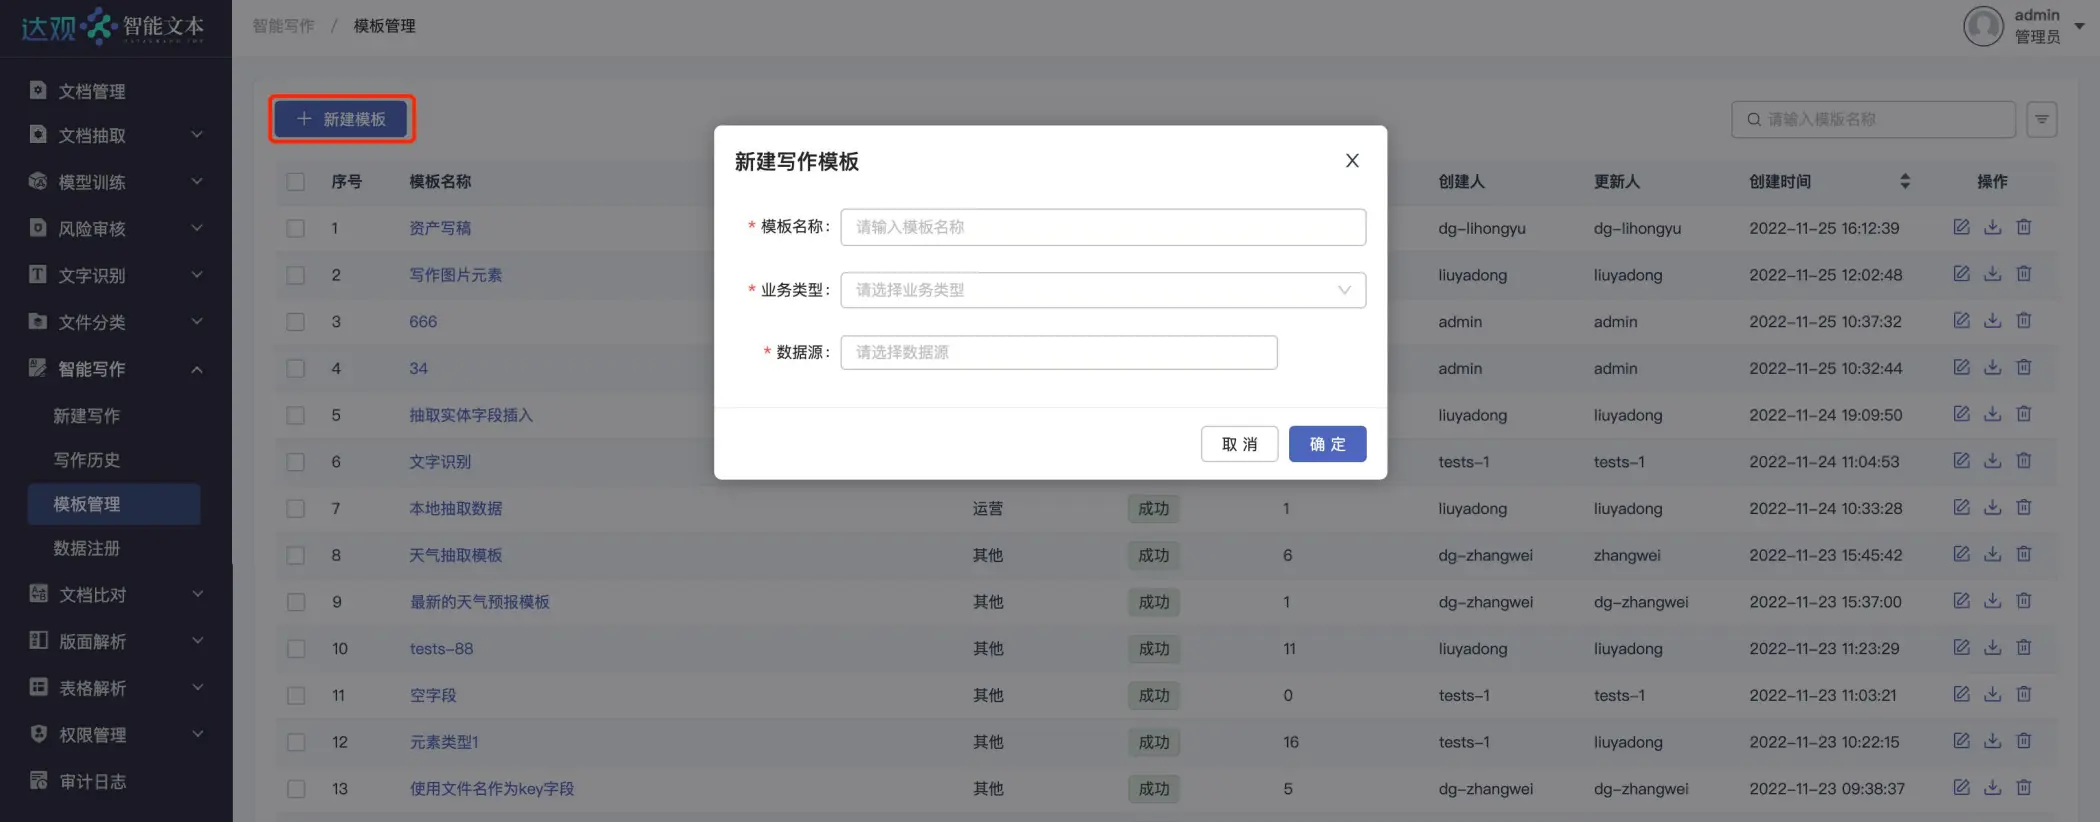 达观 智能文本
智能写作 / 模板管理
admin
管理员
文档管理
文档抽取
模型训练
风险审核
文字识别
文件分类
智能写作
新建写作
写作历史
模板管理
数据注册
文档比对
版面解析
表格解析
权限管理
审计日志
+ 新建模板
请输入模版名称
新建写作模板
* 模板名称: 请输入模板名称
* 业务类型: 请选择业务类型
* 数据源: 请选择数据源
取 消 确 定
序号 模板名称 创建人 更新人 创建时间 操作
1 资产写稿 dg-lihongyu dg-lihongyu 2022-11-25 16:12:39
2 写作图片元素 liuyadong liuyadong 2022-11-25 12:02:48
3 666 admin admin 2022-11-25 10:37:32
4 34 admin admin 2022-11-25 10:32:44
5 抽取实体字段插入 liuyadong liuyadong 2022-11-24 19:09:50
6 文字识别 tests-1 tests-1 2022-11-24 11:04:53
7 本地抽取数据 运营 成功 1 liuyadong liuyadong 2022-11-24 10:33:28
8 天气抽取模板 其他 成功 6 dg-zhangwei zhangwei 2022-11-23 15:45:42
9 最新的天气预报模板 其他 成功 1 dg-zhangwei dg-zhangwei 2022-11-23 15:37:00
10 tests-88 其他 成功 11 liuyadong liuyadong 2022-11-23 11:23:29
11 空字段 其他 成功 0 tests-1 tests-1 2022-11-23 11:03:21
12 元素类型1 其他 成功 16 tests-1 liuyadong 2022-11-23 10:22:15
13 使用文件名作为key字段 其他 成功 5 dg-zhangwei dg-zhangwei 2022-11-23 09:38:37